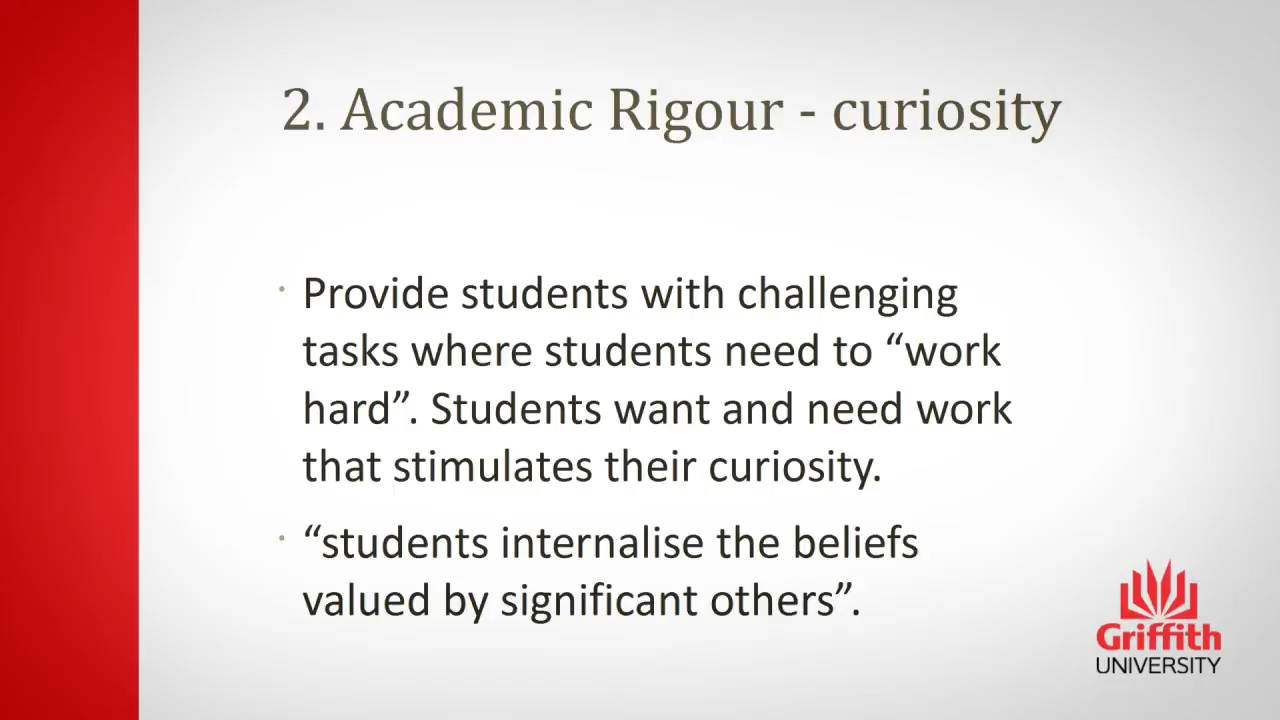 2. Academic Rigour - curiosity
· Provide students with challenging
tasks where students need to “work
hard”. Students want and need work
that stimulates their curiosity.
· “students internalise the beliefs
valued by significant others”.
Griffith
UNIVERSITY